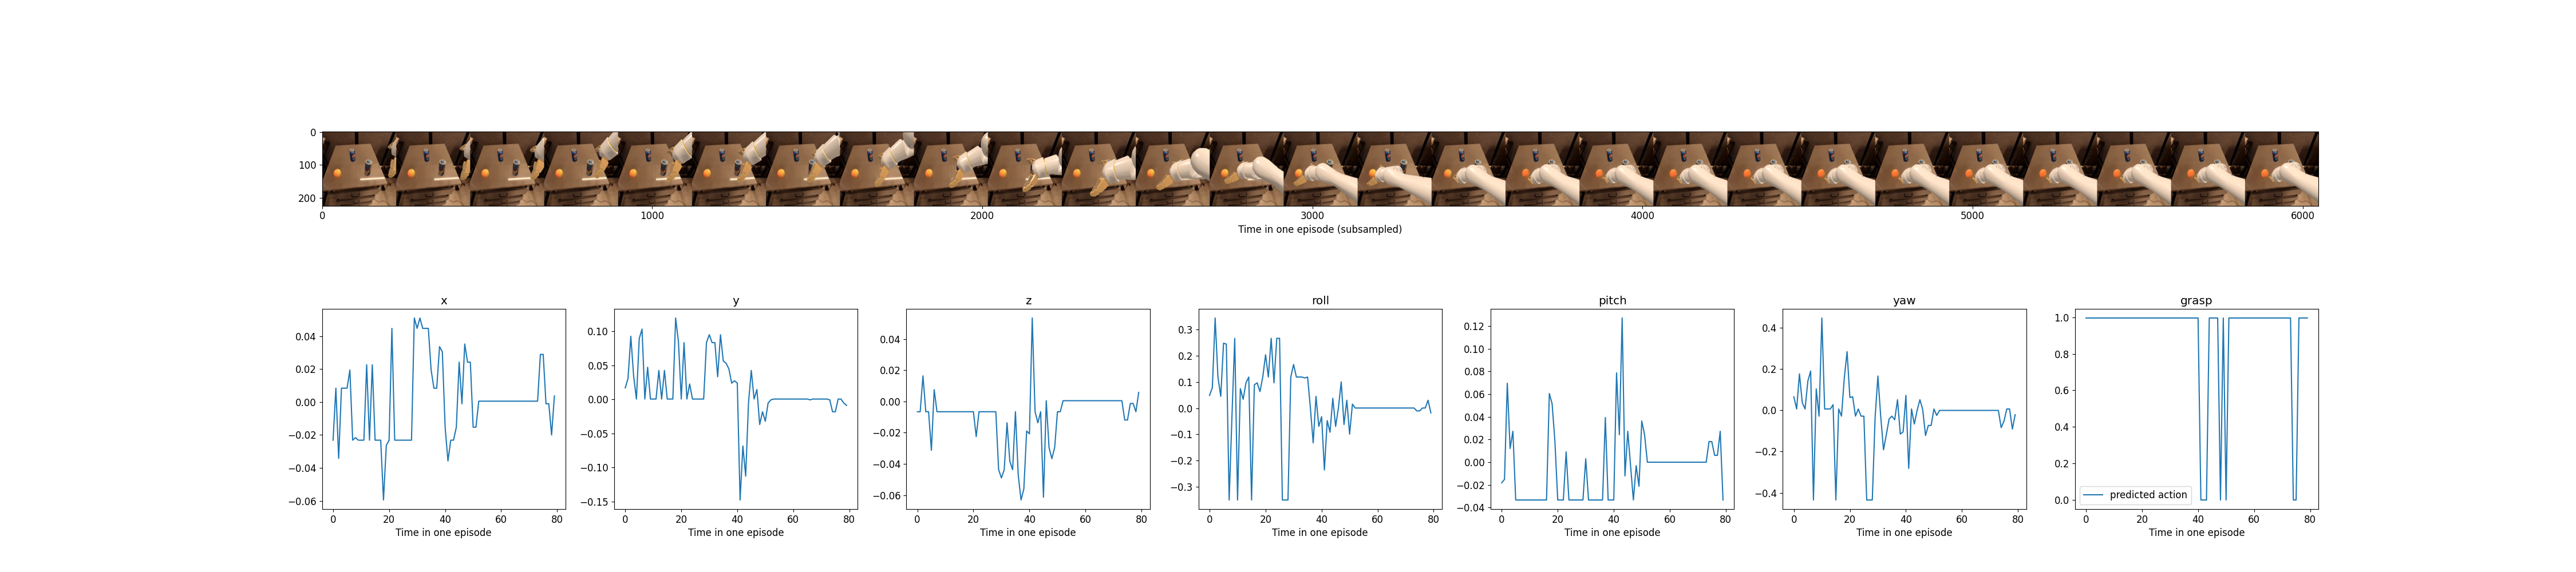 0
100
200
0 1000 2000 3000 4000 5000 6000
Time in one episode (subsampled)
x
0.04
0.02
0.00
−0.02
−0.04
−0.06
0 20 40 60 80
Time in one episode
y
0.10
0.05
0.00
−0.05
−0.10
−0.15
0 20 40 60 80
Time in one episode
z
0.04
0.02
0.00
−0.02
−0.04
−0.06
0 20 40 60 80
Time in one episode
roll
0.3
0.2
0.1
0.0
−0.1
−0.2
−0.3
0 20 40 60 80
Time in one episode
pitch
0.12
0.10
0.08
0.06
0.04
0.02
0.00
−0.02
−0.04
0 20 40 60 80
Time in one episode
yaw
0.4
0.2
0.0
−0.2
−0.4
0 20 40 60 80
Time in one episode
grasp
1.0
0.8
0.6
0.4
0.2
0.0
predicted action
0 20 40 60 80
Time in one episode